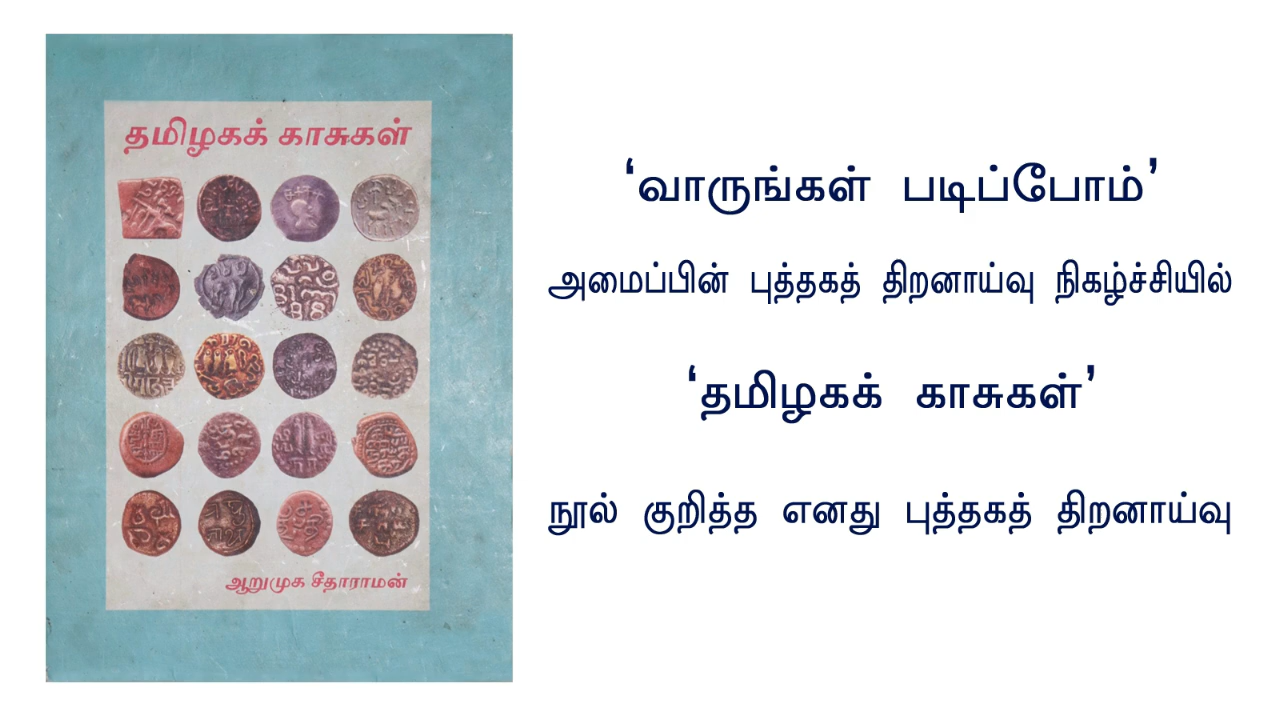 தமிழகக் காசுகள்
ஆறுமுக சீதாராமன்
‘வாருங்கள் படிப்போம்’
அமைப்பின் புத்தகத் திறனாய்வு நிகழ்ச்சியில்
‘தமிழகக் காசுகள்’
நூல் குறித்த எனது புத்தகத் திறனாய்வு